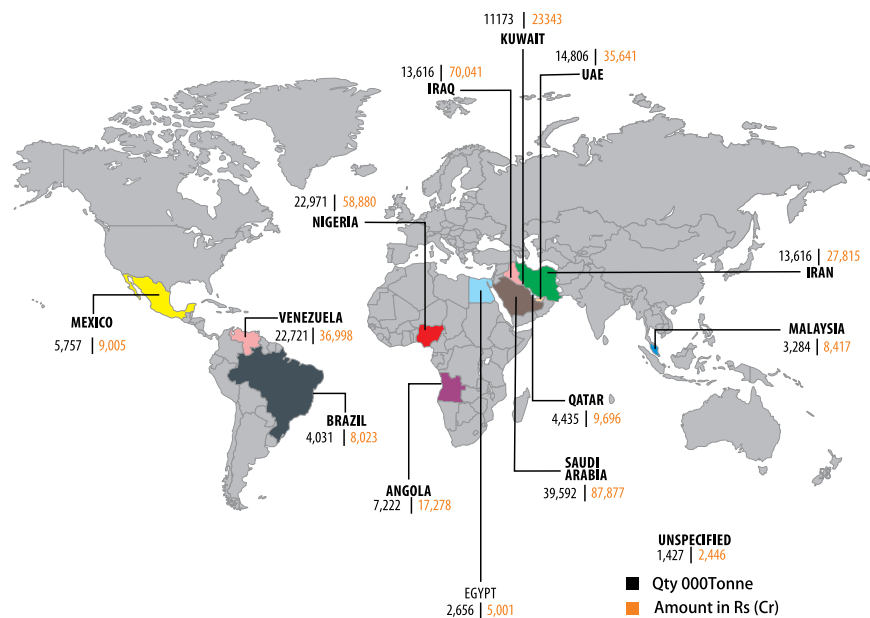 11173 | 23343
KUWAIT
14,806 | 35,641
UAE
13,616 | 70,041
IRAQ
22,971 | 58,880
NIGERIA
13,616 | 27,815
IRAN
MEXICO
5,757 | 9,005
VENEZUELA
22,721 | 36,998
MALAYSIA
3,284 | 8,417
BRAZIL
4,031 | 8,023
QATAR
4,435 | 9,696
ANGOLA
7,222 | 17,278
SAUDI
ARABIA
39,592 | 87,877
UNSPECIFIED
1,427 | 2,446
EGYPT
2,656 | 5,001
Qty 000Tonne
Amount in Rs (Cr)